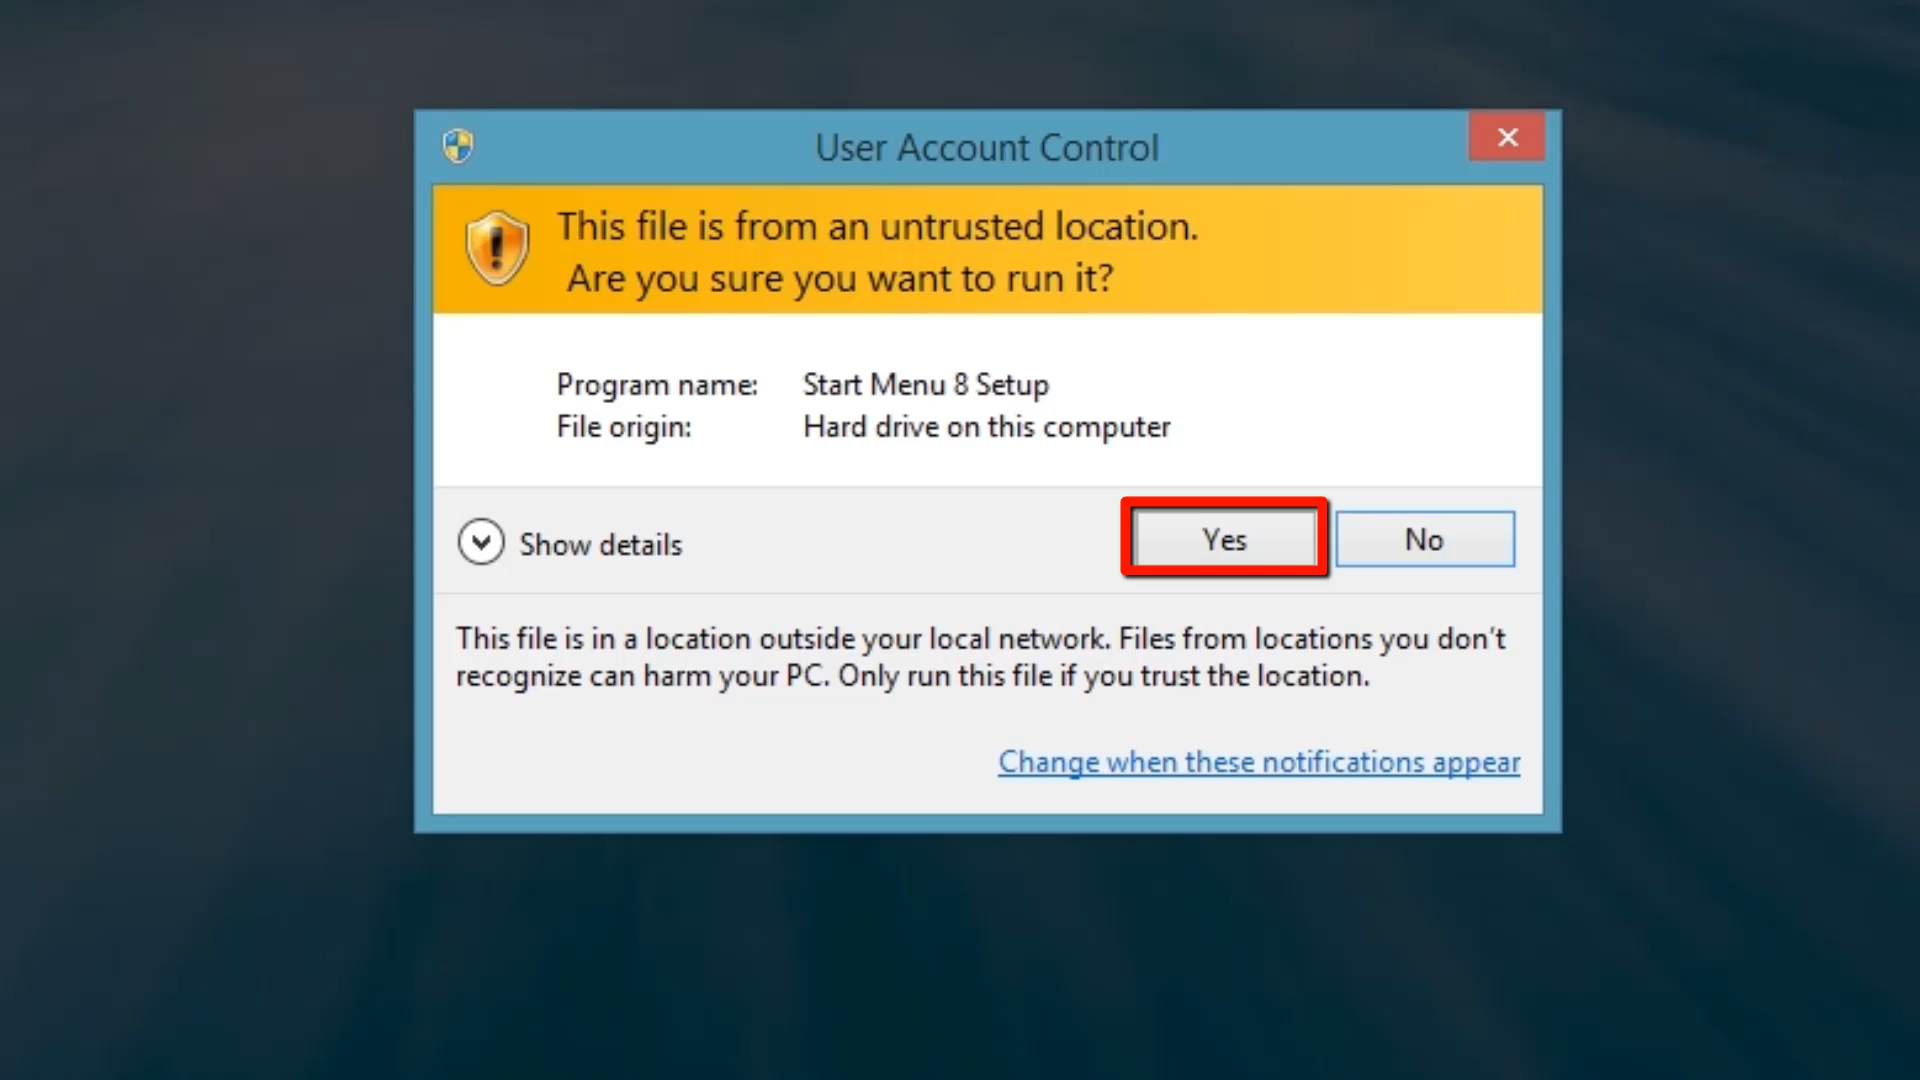 User Account Control
This file is from an untrusted location.
Are you sure you want to run it?
Program name: Start Menu 8 Setup
File origin: Hard drive on this computer
Show details
Yes
No
This file is in a location outside your local network. Files from locations you don't
recognize can harm your PC. Only run this file if you trust the location.
Change when these notifications appear